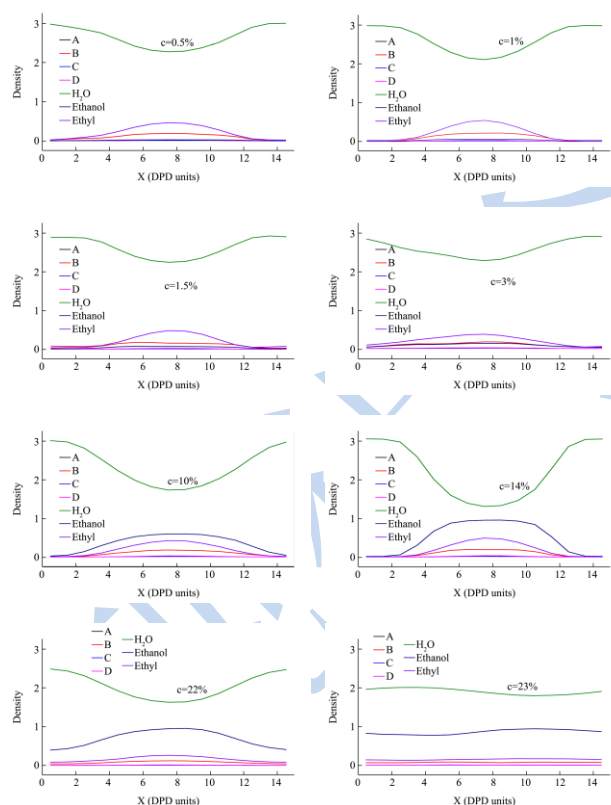 3
2
1
0
Density
A
B
C
D
H₂O
Ethanol
Ethyl
c=0.5%
0 2 4 6 8 10 12 14
X (DPD units)
3
2
1
0
Density
A
B
C
D
H₂O
Ethanol
Ethyl
c=1%
0 2 4 6 8 10 12 14
X (DPD units)
3
2
1
0
Density
A
B
C
D
H₂O
Ethanol
Ethyl
c=1.5%
0 2 4 6 8 10 12 14
X (DPD units)
3
2
1
0
Density
A
B
C
D
H₂O
Ethanol
Ethyl
c=3%
0 2 4 6 8 10 12 14
X (DPD units)
3
2
1
0
Density
A
B
C
D
H₂O
Ethanol
Ethyl
c=10%
0 2 4 6 8 10 12 14
X (DPD units)
3
2
1
0
Density
A
B
C
D
H₂O
Ethanol
Ethyl
c=14%
0 2 4 6 8 10 12 14
X (DPD units)
3
2
1
0
Density
A
B
C
D
H₂O
Ethanol
Ethyl
c=22%
0 2 4 6 8 10 12 14
X (DPD units)
3
2
1
0
Density
A
B
C
D
H₂O
Ethanol
Ethyl
c=23%
0 2 4 6 8 10 12 14
X (DPD units)